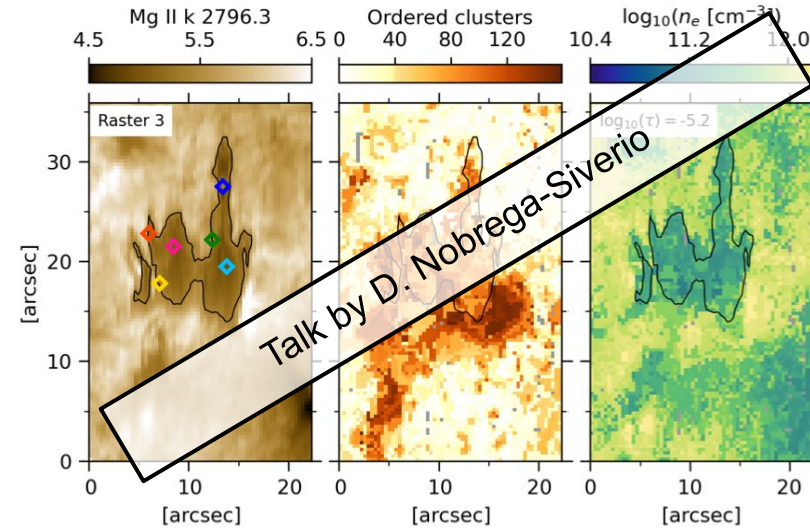 Mg II k 2796.3
Ordered clusters
log10(ne [cm-3])
4.5 5.5 6.5
0 40 80 120
10.4 11.2 12.0
Raster 3
log10(τ) = -5.2
30
20
10
0
[arcsec]
Talk by D. Nobrega-Siverio
0 10 20
0 10 20
0 10 20
[arcsec]
[arcsec]
[arcsec]